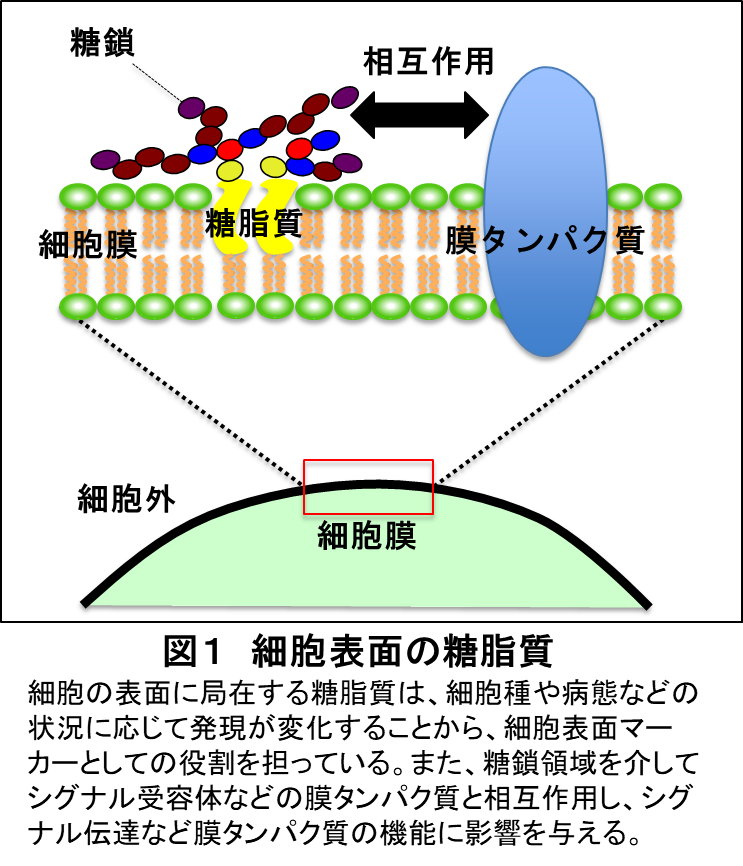 糖鎖
相互作用
糖脂質
細胞膜
膜タンパク質
細胞外
細胞膜
図１　細胞表面の糖脂質
細胞の表面に局在する糖脂質は、細胞種や病態などの
状況に応じて発現が変化することから、細胞表面マー
カーとしての役割を担っている。また、糖鎖領域を介して
シグナル受容体などの膜タンパク質と相互作用し、シグ
ナル伝達など膜タンパク質の機能に影響を与える。